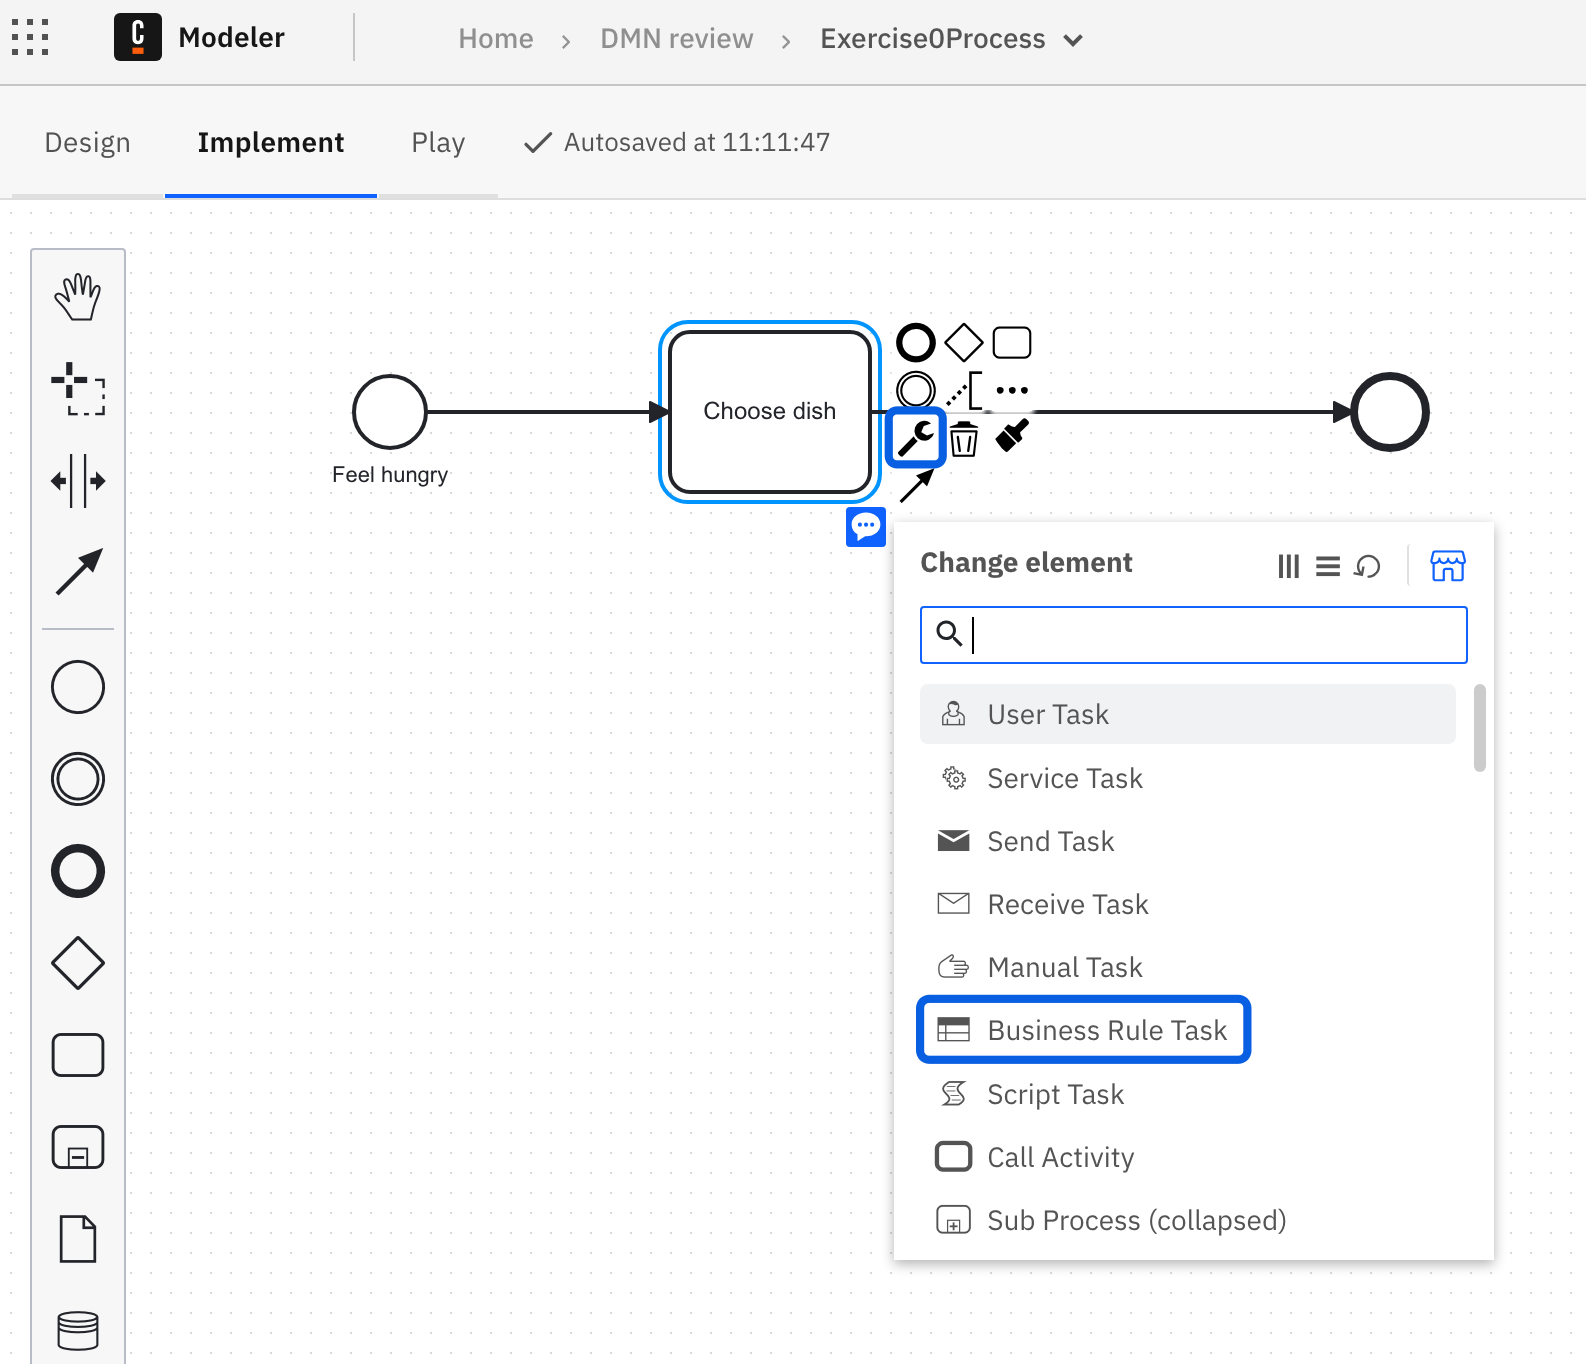 C Modeler Home › DMN review › Exercise0Process
Design Implement Play Autosaved at 11:11:47
Choose dish
Feel hungry
Change element
User Task
Service Task
Send Task
Receive Task
Manual Task
Business Rule Task
Script Task
Call Activity
Sub Process (collapsed)